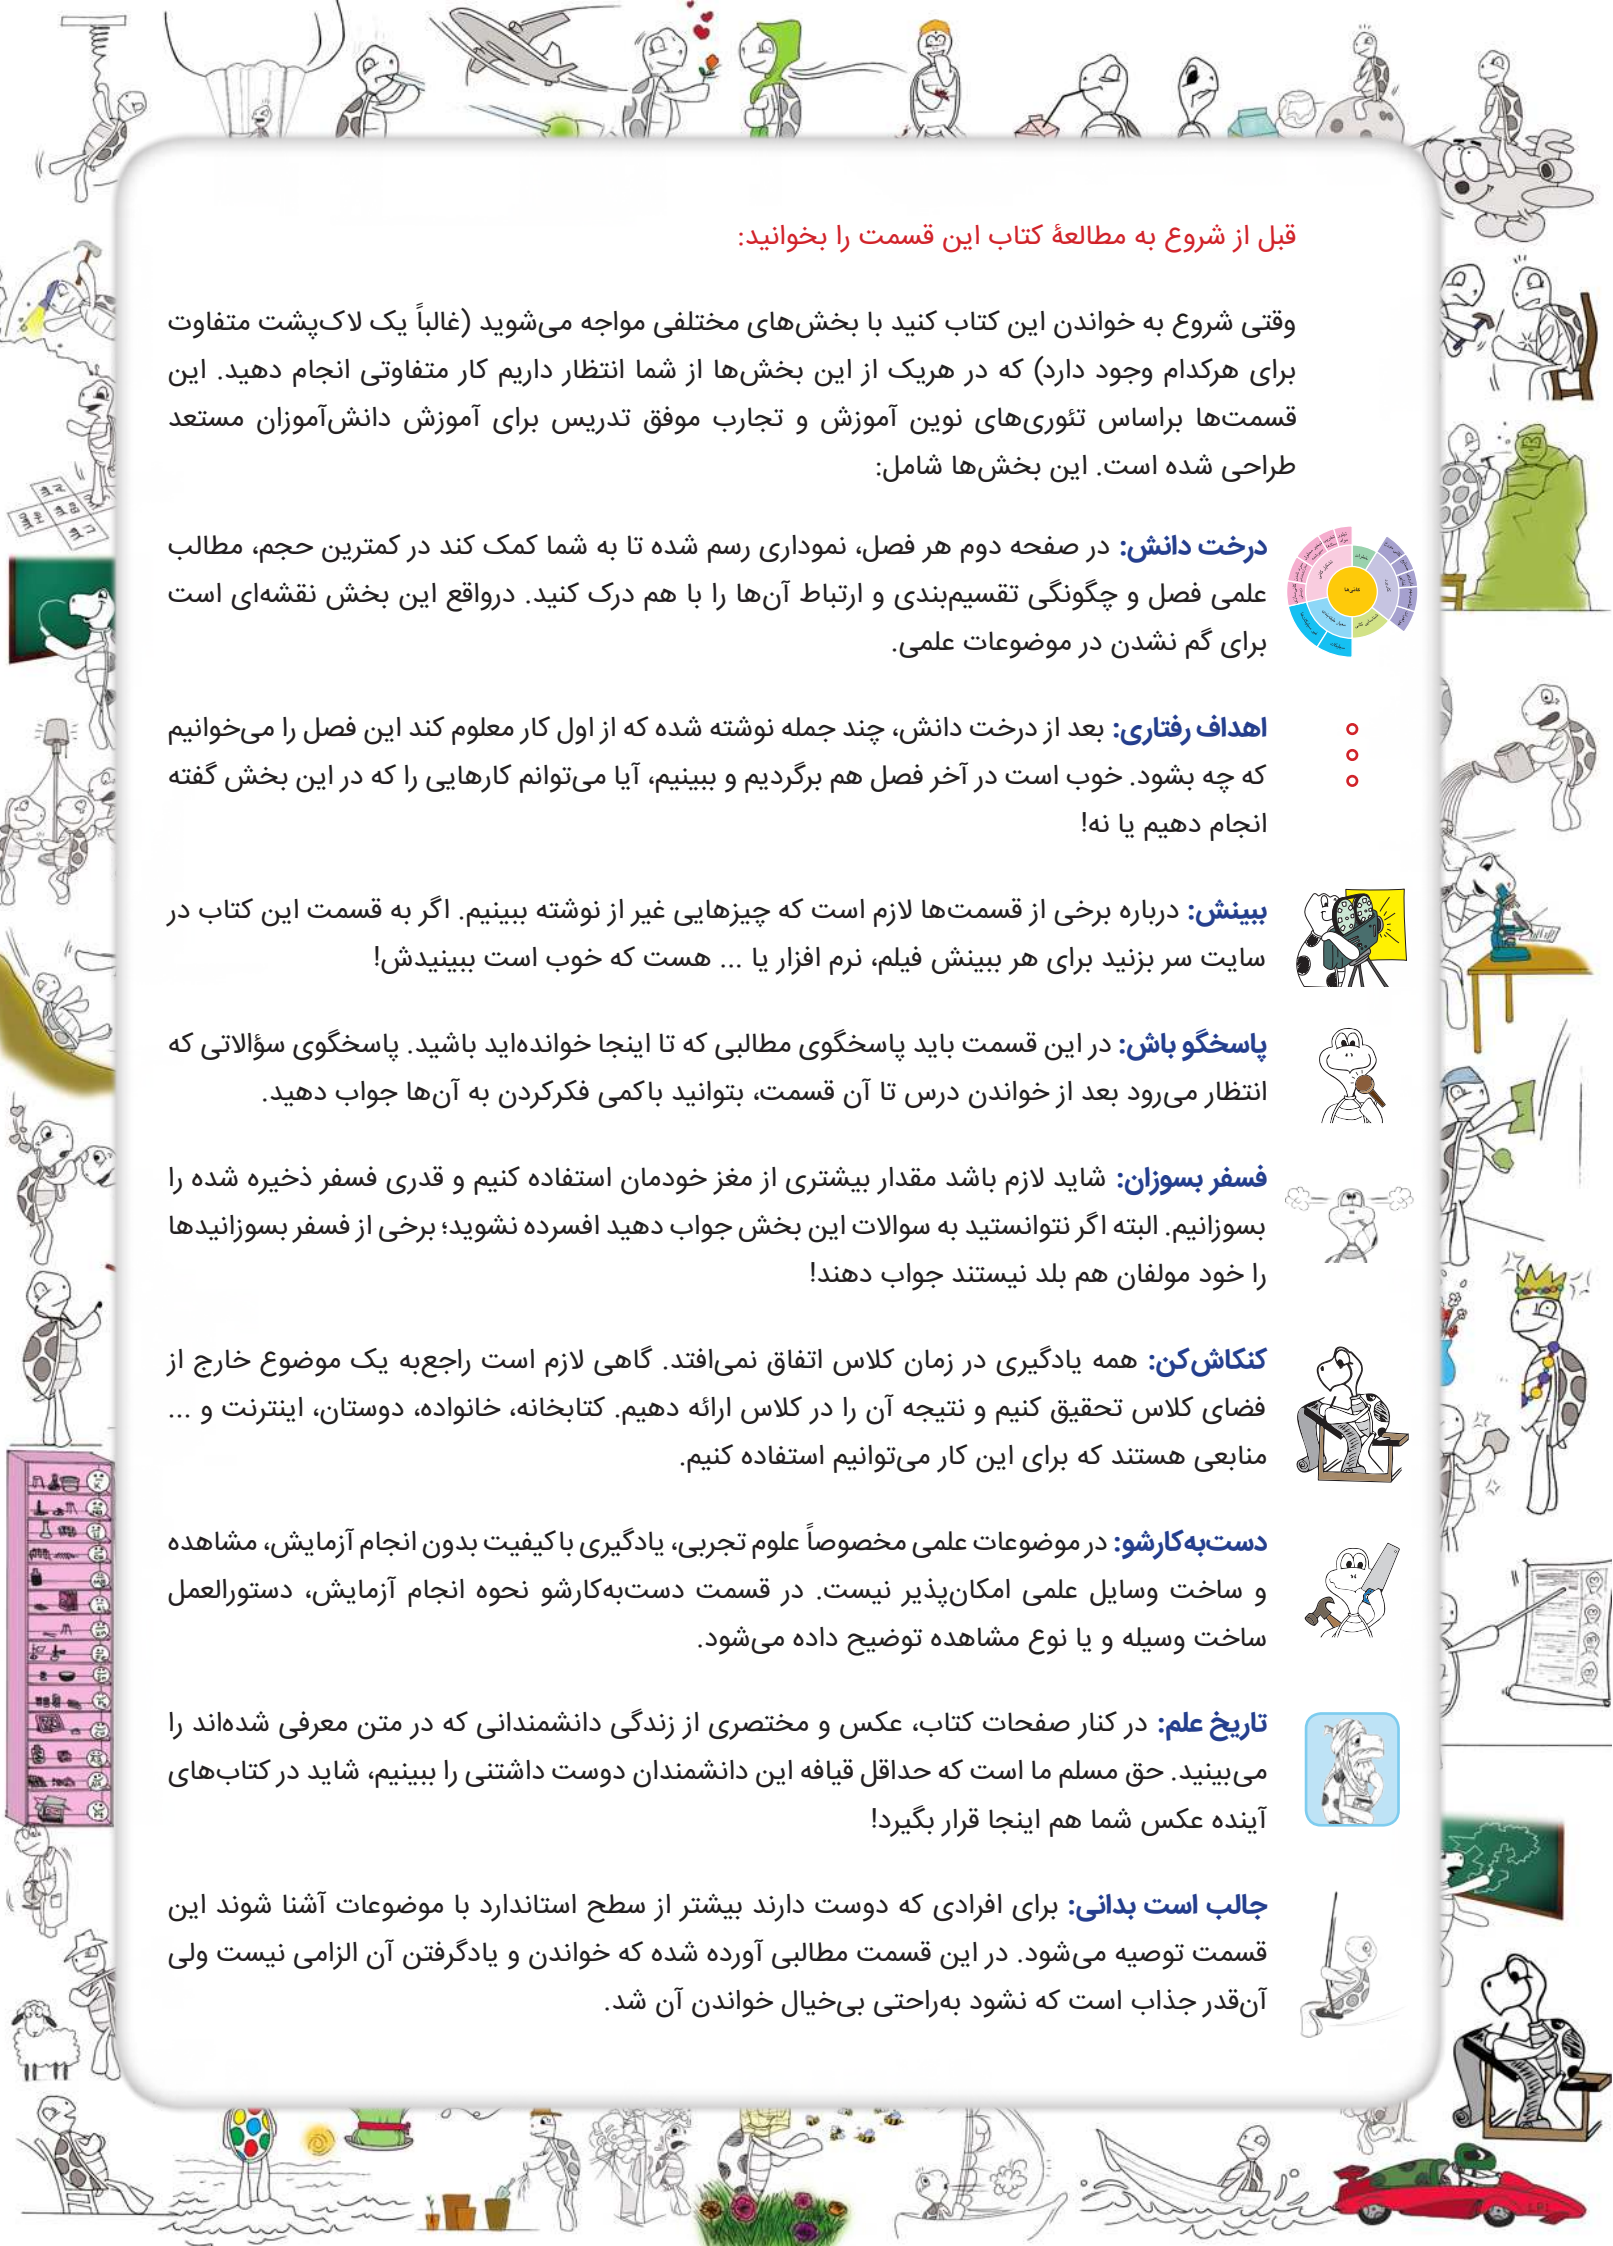 قبل از شروع به مطالعهٔ کتاب این قسمت را بخوانید:
وقتی شروع به خواندن این کتاب کنید با بخش‌های مختلفی مواجه می‌شوید (غالباً یک لاک‌پشت متفاوت
برای هرکدام وجود دارد) که در هریک از این بخش‌ها از شما انتظار داریم کار متفاوتی انجام دهید. این
قسمت‌ها براساس تئوری‌های نوین آموزش و تجارب موفق تدریس برای آموزش دانش‌آموزان مستعد
طراحی شده است. این بخش‌ها شامل:
درخت دانش: در صفحه دوم هر فصل، نموداری رسم شده تا به شما کمک کند در کمترین حجم، مطالب
علمی فصل و چگونگی تقسیم‌بندی و ارتباط آن‌ها را با هم درک کنید. درواقع این بخش نقشه‌ای است
برای گم نشدن در موضوعات علمی.
کانی‌ها
اهداف رفتاری: بعد از درخت دانش، چند جمله نوشته شده که از اول کار معلوم کند این فصل را می‌خوانیم
که چه بشود. خوب است در آخر فصل هم برگردیم و ببینیم، آیا می‌توانم کارهایی را که در این بخش گفته
انجام دهیم یا نه!
ببینش: درباره برخی از قسمت‌ها لازم است که چیزهایی غیر از نوشته ببینیم. اگر به قسمت این کتاب در
سایت سر بزنید برای هر ببینش فیلم، نرم افزار یا ... هست که خوب است ببینیدش!
پاسخگو باش: در این قسمت باید پاسخگوی مطالبی که تا اینجا خوانده‌اید باشید. پاسخگوی سؤالاتی که
انتظار می‌رود بعد از خواندن درس تا آن قسمت، بتوانید باکمی فکرکردن به آن‌ها جواب دهید.
فسفر بسوزان: شاید لازم باشد مقدار بیشتری از مغز خودمان استفاده کنیم و قدری فسفر ذخیره شده را
بسوزانیم. البته اگر نتوانستید به سوالات این بخش جواب دهید افسرده نشوید؛ برخی از فسفر بسوزانیدها
را خود مولفان هم بلد نیستند جواب دهند!
کنکاش‌کن: همه یادگیری در زمان کلاس اتفاق نمی‌افتد. گاهی لازم است راجع‌به یک موضوع خارج از
فضای کلاس تحقیق کنیم و نتیجه آن را در کلاس ارائه دهیم. کتابخانه، خانواده، دوستان، اینترنت و ...
منابعی هستند که برای این کار می‌توانیم استفاده کنیم.
دست‌به‌کارشو: در موضوعات علمی مخصوصاً علوم تجربی، یادگیری باکیفیت بدون انجام آزمایش، مشاهده
و ساخت وسایل علمی امکان‌پذیر نیست. در قسمت دست‌به‌کارشو نحوه انجام آزمایش، دستورالعمل
ساخت وسیله و یا نوع مشاهده توضیح داده می‌شود.
تاریخ علم: در کنار صفحات کتاب، عکس و مختصری از زندگی دانشمندانی که در متن معرفی شده‌اند را
می‌بینید. حق مسلم ما است که حداقل قیافه این دانشمندان دوست داشتنی را ببینیم، شاید در کتاب‌های
آینده عکس شما هم اینجا قرار بگیرد!
جالب است بدانی: برای افرادی که دوست دارند بیشتر از سطح استاندارد با موضوعات آشنا شوند این
قسمت توصیه می‌شود. در این قسمت مطالبی آورده شده که خواندن و یادگرفتن آن الزامی نیست ولی
آن‌قدر جذاب است که نشود به‌راحتی بی‌خیال خواندن آن شد.